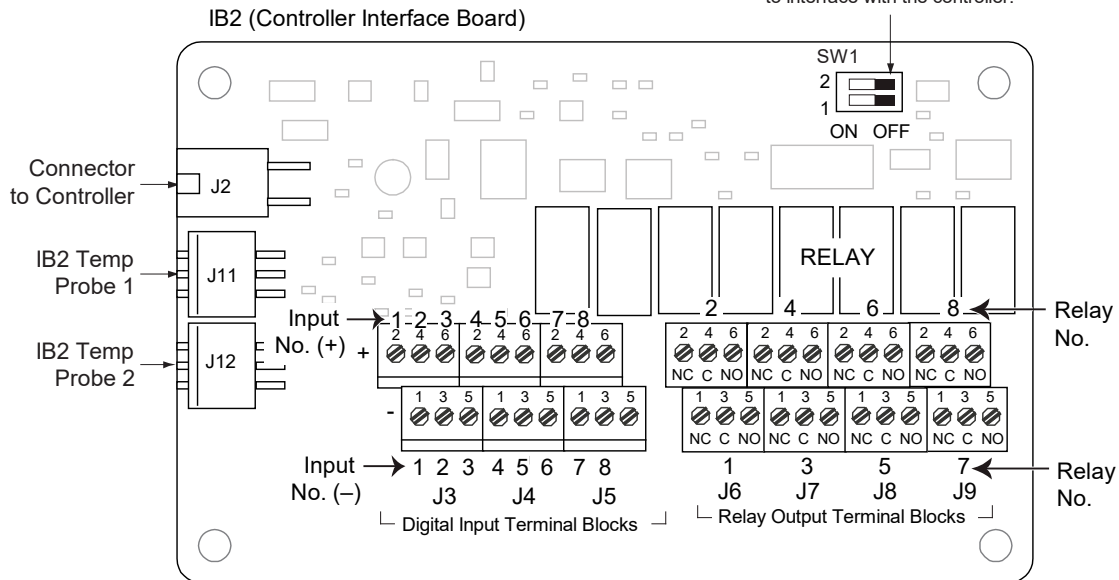 to interface with the controller.
IB2 (Controller Interface Board)
SW1
2
1
ON OFF
Connector
to Controller
J2
IB2 Temp
Probe 1
J11
RELAY
IB2 Temp
Probe 2
J12
Input
No. (+)
1 2 3 4 5 6 7 8
2 4 6 8
Relay
No.
+
2 4 6 2 4 6 2 4 6
2 4 6 2 4 6 2 4 6 2 4 6
NC C NO NC C NO NC C NO NC C NO
-
1 3 5 1 3 5 1 3 5
1 3 5 1 3 5 1 3 5 1 3 5
NC C NO NC C NO NC C NO NC C NO
Input
No. (–)
1 2 3 4 5 6 7 8
1 3 5 7
Relay
No.
J3 J4 J5
J6 J7 J8 J9
Digital Input Terminal Blocks
Relay Output Terminal Blocks